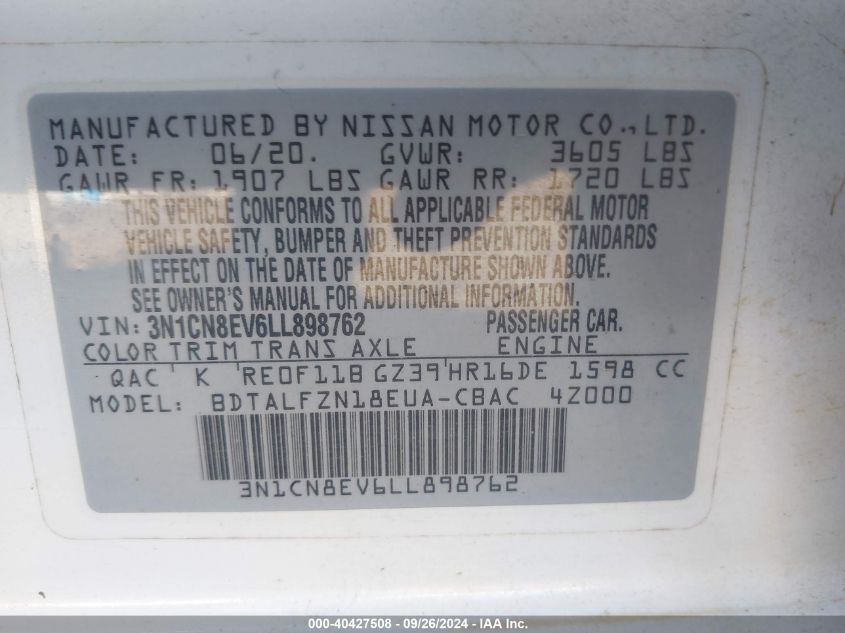 MANUFACTURED BY NISSAN MOTOR CO., LTD.
DATE: 06/20. GVWR: 3605 LBS
GAWR FR: 1907 LBS GAWR RR: 1720 LBS
THIS VEHICLE CONFORMS TO ALL APPLICABLE FEDERAL MOTOR
VEHICLE SAFETY, BUMPER AND THEFT PREVENTION STANDARDS
IN EFFECT ON THE DATE OF MANUFACTURE SHOWN ABOVE.
SEE OWNER'S MANUAL FOR ADDITIONAL INFORMATION.
VIN: 3N1CN8EV6LL898762 PASSENGER CAR.
COLOR TRIM TRANS AXLE ENGINE
QAC K RE0F11B GZ39 HR16DE 1598 CC
MODEL: BDTALFZN18EUA-CBAC 4Z000
3N1CN8EV6LL898762
000-40427508 - 09/26/2024 - IAA Inc.